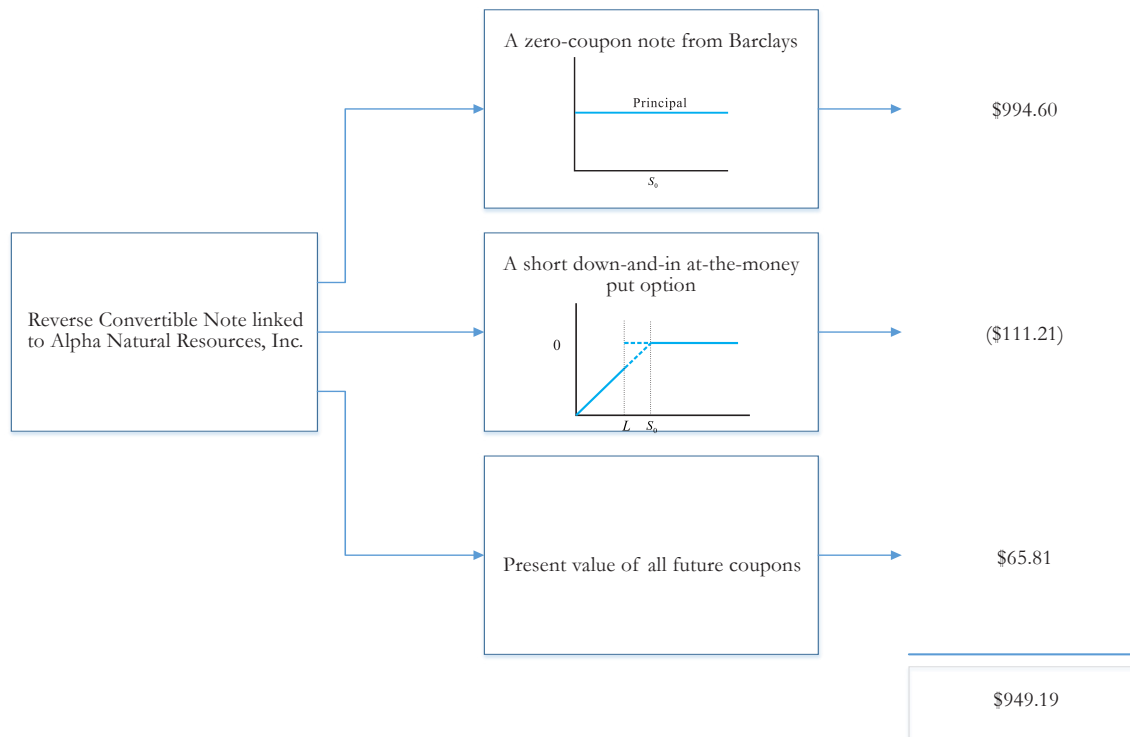 A zero-coupon note from Barclays
Principal
S₀
$994.60
Reverse Convertible Note linked
to Alpha Natural Resources, Inc.
A short down-and-in at-the-money
put option
0
L S₀
($111.21)
Present value of all future coupons
$65.81
$949.19